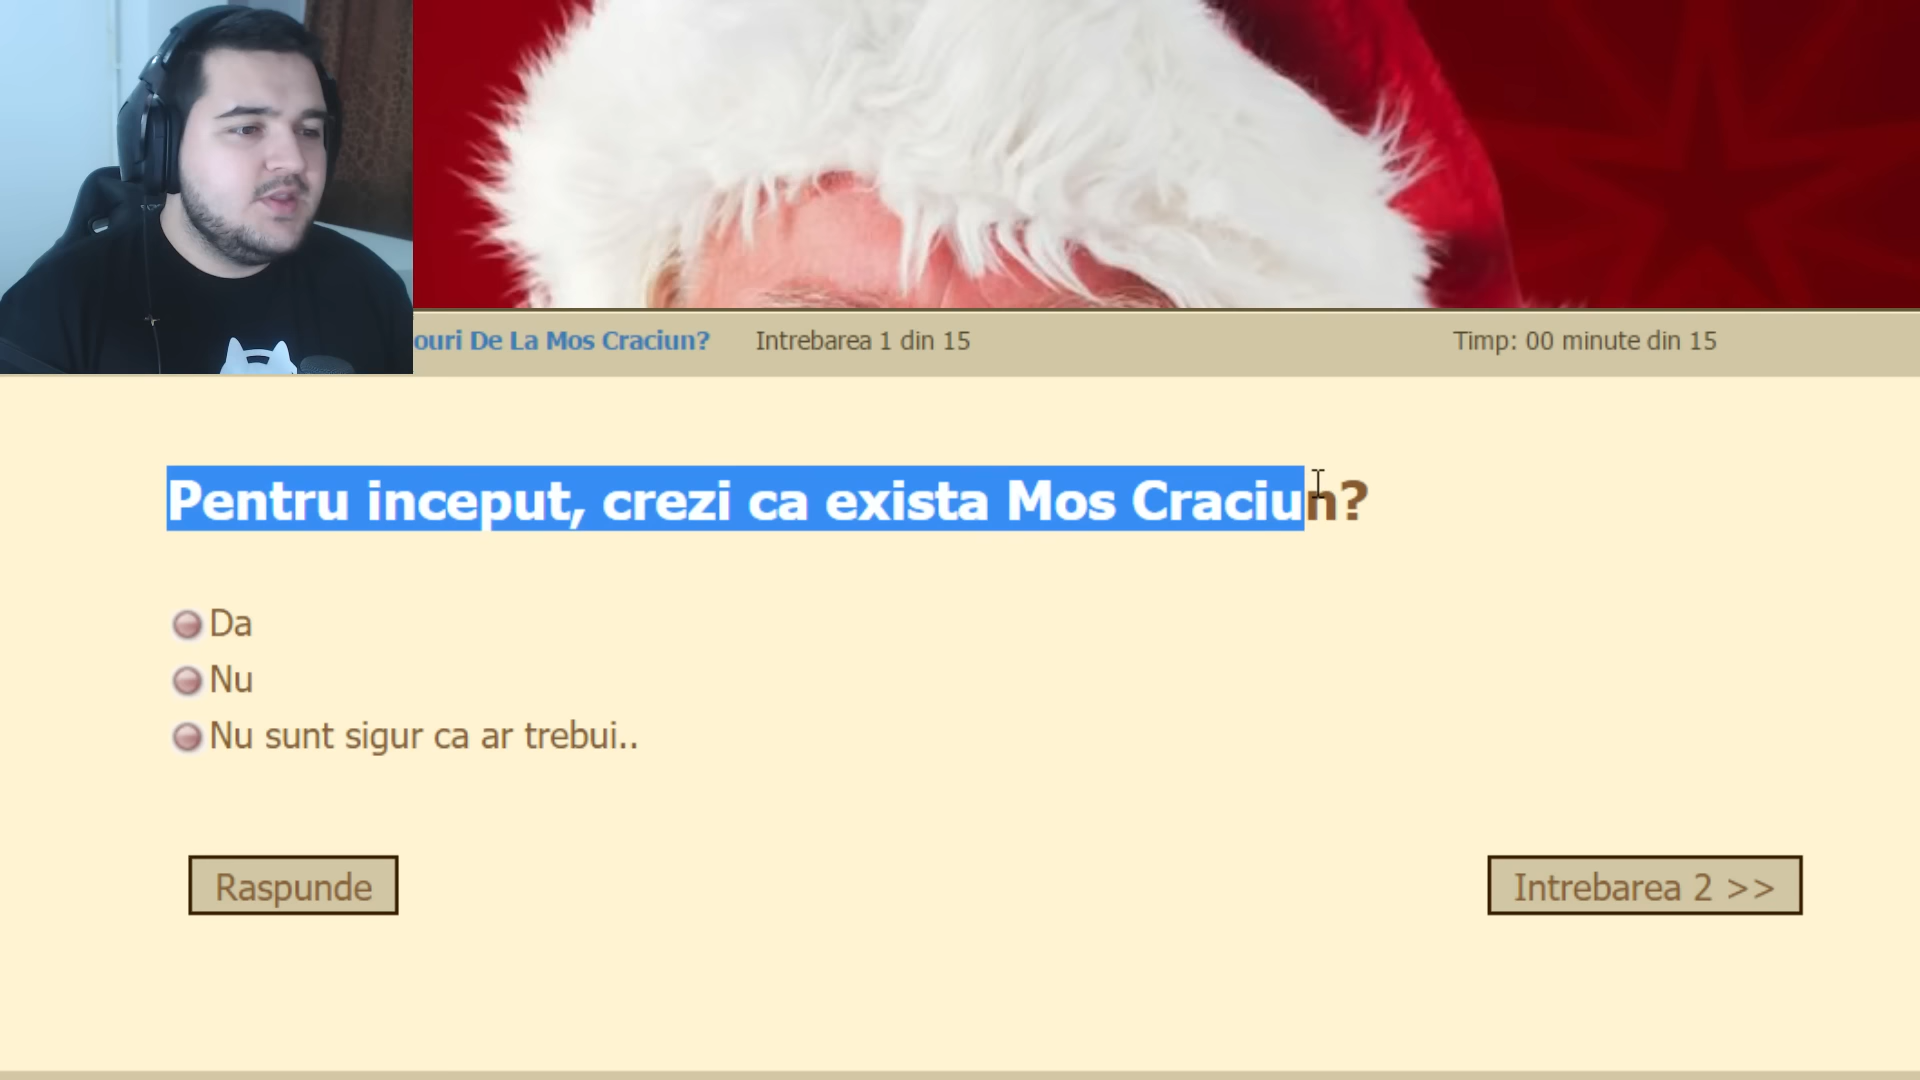 ouri De La Mos Craciun? Intrebarea 1 din 15 Timp: 00 minute din 15
Pentru inceput, crezi ca exista Mos Craciun?
Da
Nu
Nu sunt sigur ca ar trebui..
Raspunde Intrebarea 2 >>